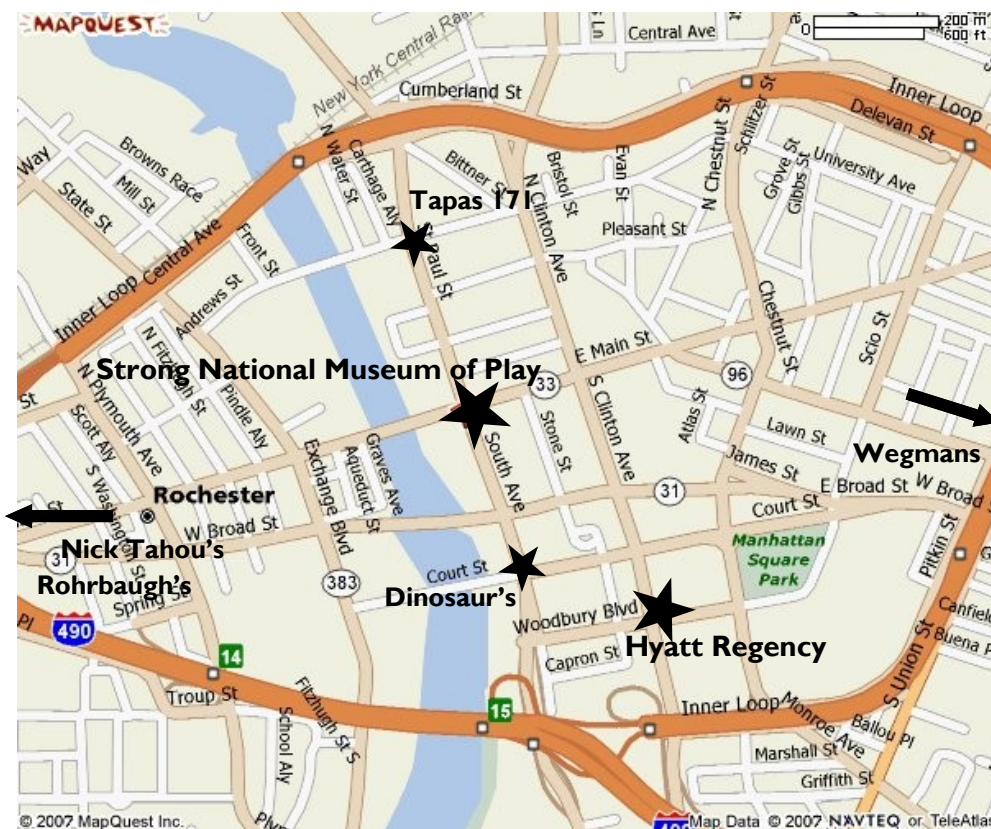 MAPQUEST
0
200 m
600 ft
Central Ave
Ln
New York Central Rail
Cumberland St
Inner Loop
Delevan St
Schlitzer St
N Chestnut St
University Ave
Grove St
Gibbs St
Way
Browns Race
Mill St
State St
N Water St
Carthage Aly
Bittner St
Bristol St
N Clinton Ave
Evan St
Pleasant St
Tapas 171
St Paul St
Front St
Central Ave
Inner Loop
Andrews St
Chestnut St
Scio St
E Main St
N Fitzhugh St
Strong National Museum of Play
33
96
St
N Plymouth Ave
Pindle Aly
S Clinton Ave
Atlas St
Scott Aly
Stone St
Lawn St
Wegmans
Exchange Blvd
Graves Ave
Aqueduct St
South Ave
James St
E Broad St
W Broad S
Rochester
S Washington St
31
Court St
St
W Broad St
Manhattan
Square
Park
Pitkin St
Nick Tahou's
31
Rohrbaugh's
383
Court St
Dinosaur's
Spring St
Woodbury Blvd
Canfield
Hyatt Regency
Buena P
Pl
490
14
Capron St
S Union St
Troup St
Fitzhugh St S
School Aly
15
Inner Loop
Monroe Ave
Ballou Pl
Marshall St
Griffith St
© 2007 MapQuest Inc.
Plym
490
Map Data © 2007 NAVTEQ or TeleAtlas